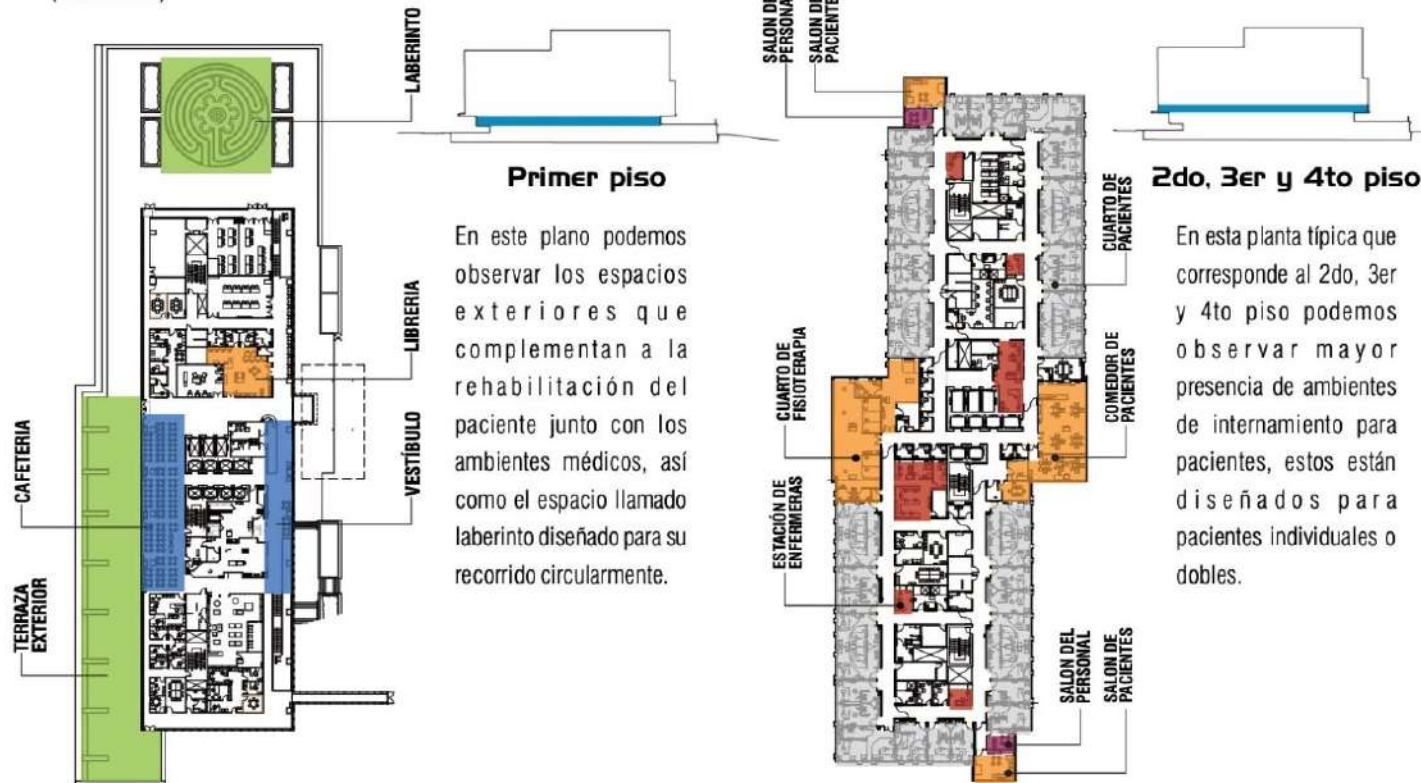 LABERINTO
LIBRERIA
VESTÍBULO
CAFETERIA
TERRAZA
EXTERIOR
Primer piso
En este plano podemos
observar los espacios
exteriores que
complementan a la
rehabilitación del
paciente junto con los
ambientes médicos, así
como el espacio llamado
laberinto diseñado para su
recorrido circularmente.
SALON DE
PERSONAL
SALON DE
PACIENTE
CUARTO DE
PACIENTES
CUARTO DE
FISIOTERAPIA
COMEDOR DE
PACIENTES
ESTACIÓN DE
ENFERMERAS
SALON DEL
PERSONAL
SALON DE
PACIENTES
2do, 3er y 4to piso
En esta planta típica que
corresponde al 2do, 3er
y 4to piso podemos
observar mayor
presencia de ambientes
de internamiento para
pacientes, estos están
diseñados para
pacientes individuales o
dobles.